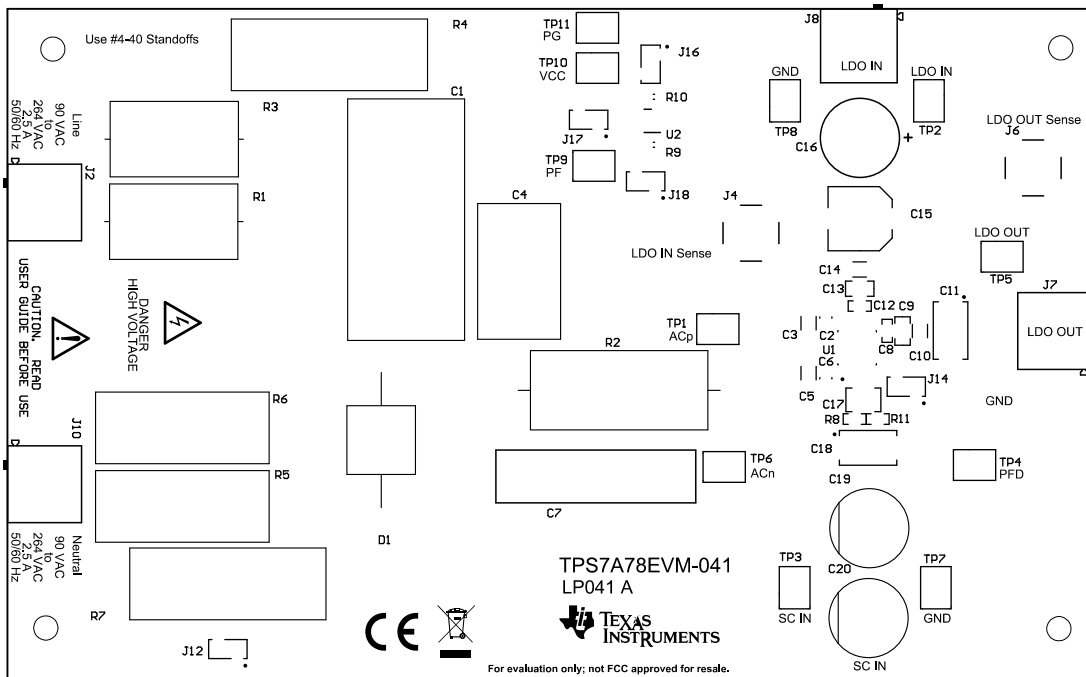 R4
TP11
PG
J8
Use #4-40 Standoffs
J16
TP10
VCC
GND
LDO IN
LDO IN
C1
R3
R10
Line
90 VAC
to
264 VAC
2.5 A
50/60 Hz
TP8
TP2
LDO OUT Sense
J6
J17
U2
R9
C16
+
TP9
PF
J2
R1
C4
J18
J4
C15
LDO OUT
LDO IN Sense
C14
TP5
C13
J7
CAUTION. READ
USER GUIDE BEFORE USE
DANGER
HIGH VOLTAGE
C12
C9
C11
TP1
ACp
C3
C2
U1
C8
C10
LDO OUT
R2
C6
C5
J14
C17
GND
R6
J10
R8
R11
C18
TP6
ACn
TP4
PFD
R5
C19
C7
D1
Neutral
90 VAC
to
264 VAC
2.5 A
50/60 Hz
TPS7A78EVM-041
LP041 A
TP3
C20
TP7
R7
SC IN
GND
CE
TEXAS
INSTRUMENTS
J12
SC IN
For evaluation only; not FCC approved for resale.